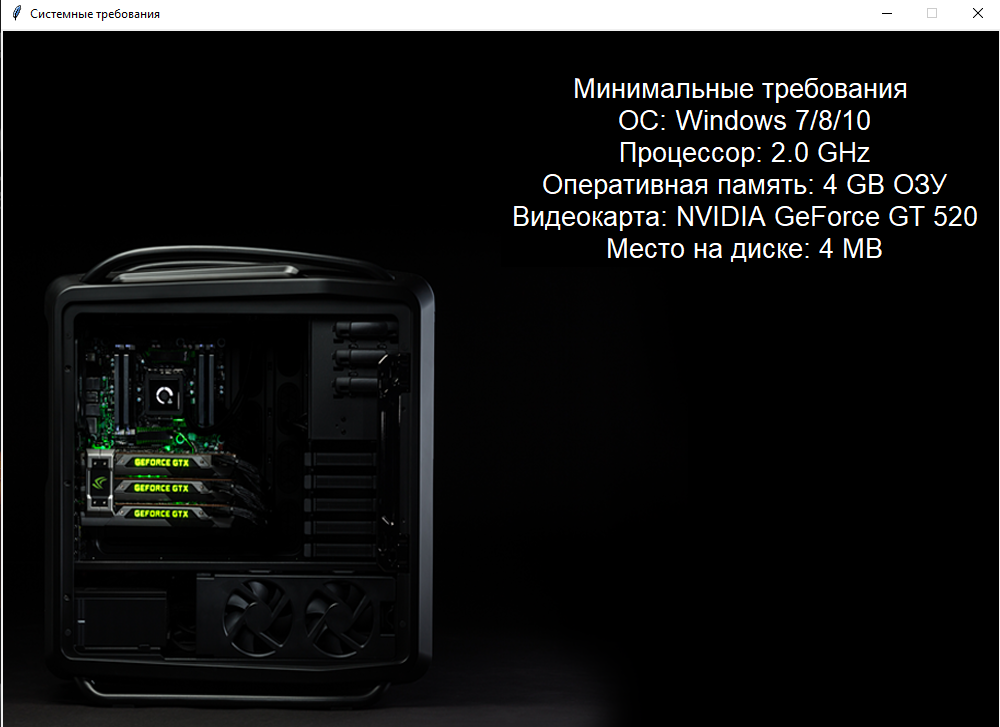 Системные требования
Минимальные требования
ОС: Windows 7/8/10
Процессор: 2.0 GHz
Оперативная память: 4 GB ОЗУ
Видеокарта: NVIDIA GeForce GT 520
Место на диске: 4 MB
GEFORCE GTX
GEFORCE GTX
GEFORCE GTX